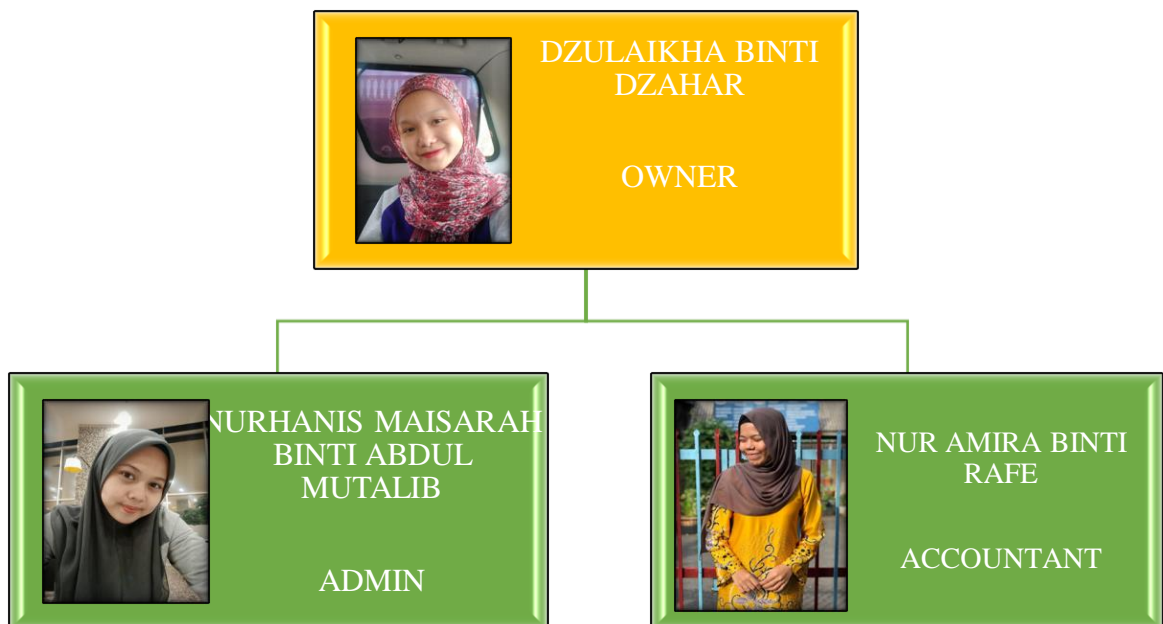 DZULAIKHA BINTI
DZAHAR
OWNER
NURHANIS MAISARAH
BINTI ABDUL
MUTALIB
ADMIN
NUR AMIRA BINTI
RAFE
ACCOUNTANT